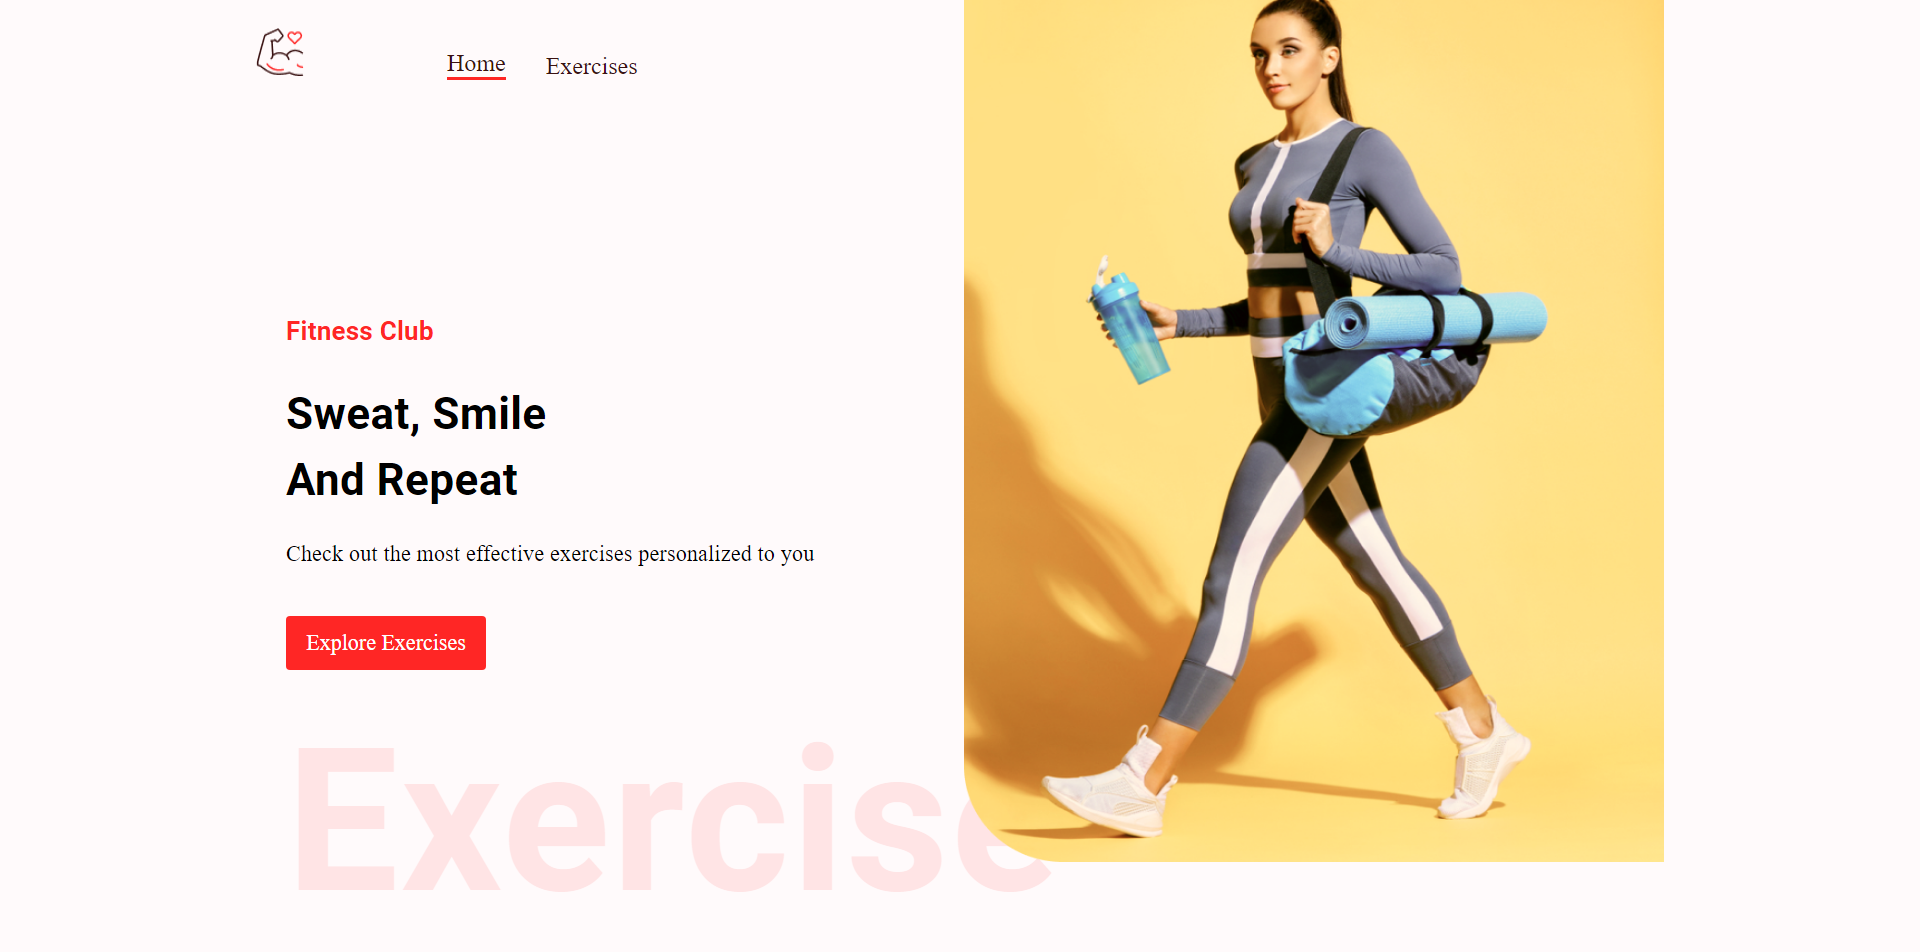 Home
Exercises
Fitness Club
Sweat, Smile
And Repeat
Check out the most effective exercises personalized to you
Explore Exercises
Exercise